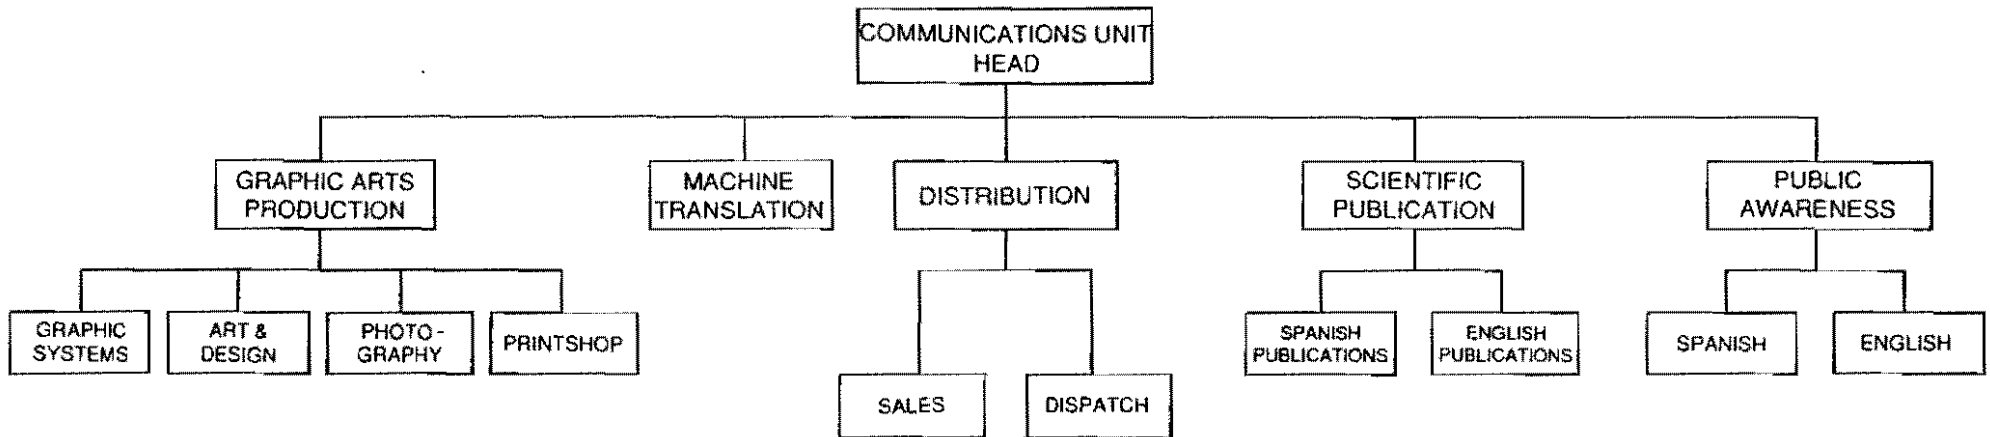 COMMUNICATIONS UNIT
HEAD
GRAPHIC ARTS
PRODUCTION
MACHINE
TRANSLATION
DISTRIBUTION
SCIENTIFIC
PUBLICATION
PUBLIC
AWARENESS
GRAPHIC
SYSTEMS
ART &
DESIGN
PHOTO -
GRAPHY
PRINTSHOP
SALES
DISPATCH
SPANISH
PUBLICATIONS
ENGLISH
PUBLICATIONS
SPANISH
ENGLISH